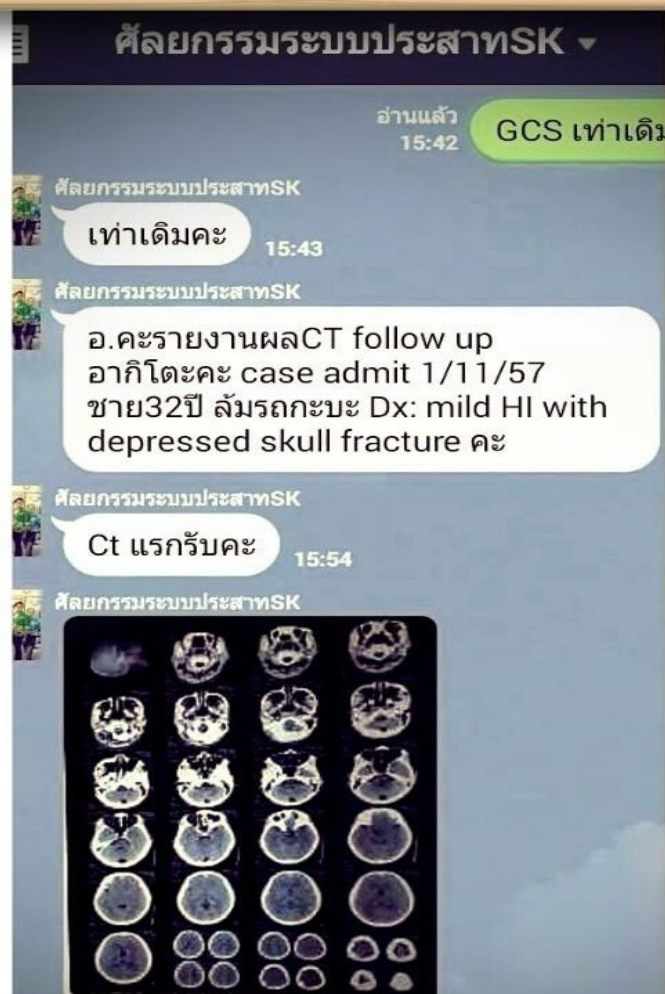 ศัลยกรรมระบบประสาทSK
อ่านแล้ว
15:42
GCS เท่าเดิม
ศัลยกรรมระบบประสาทSK
เท่าเดิมคะ
15:43
ศัลยกรรมระบบประสาทSK
อ.คะรายงานผลCT follow up
อากิโตะคะ case admit 1/11/57
ชาย32ปี ล้มรถกะบะ Dx: mild HI with
depressed skull fracture คะ
ศัลยกรรมระบบประสาทSK
Ct แรกรับคะ
15:54
ศัลยกรรมระบบประสาทSK